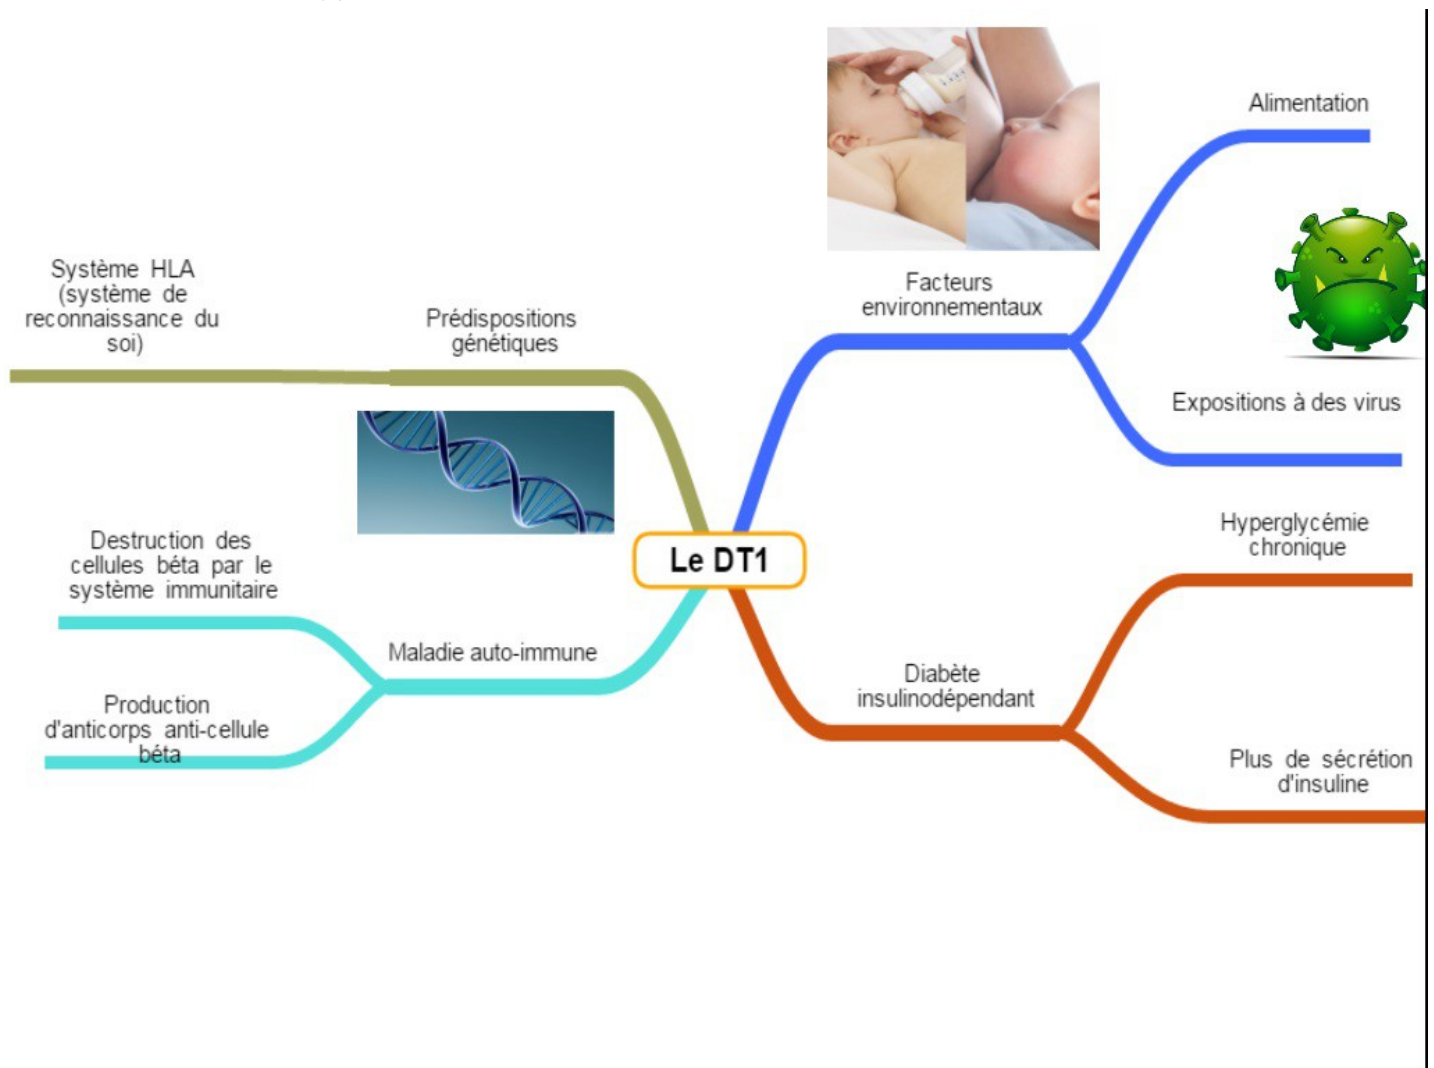 Alimentation
Facteurs
environnementaux
Expositions à des virus
Système HLA
(système de
reconnaissance du
soi)
Prédispositions
génétiques
Le DT1
Destruction des
cellules béta par le
système immunitaire
Maladie auto-immune
Production
d'anticorps anti-cellule
béta
Hyperglycémie
chronique
Diabète
insulinodépendant
Plus de sécrétion
d'insuline